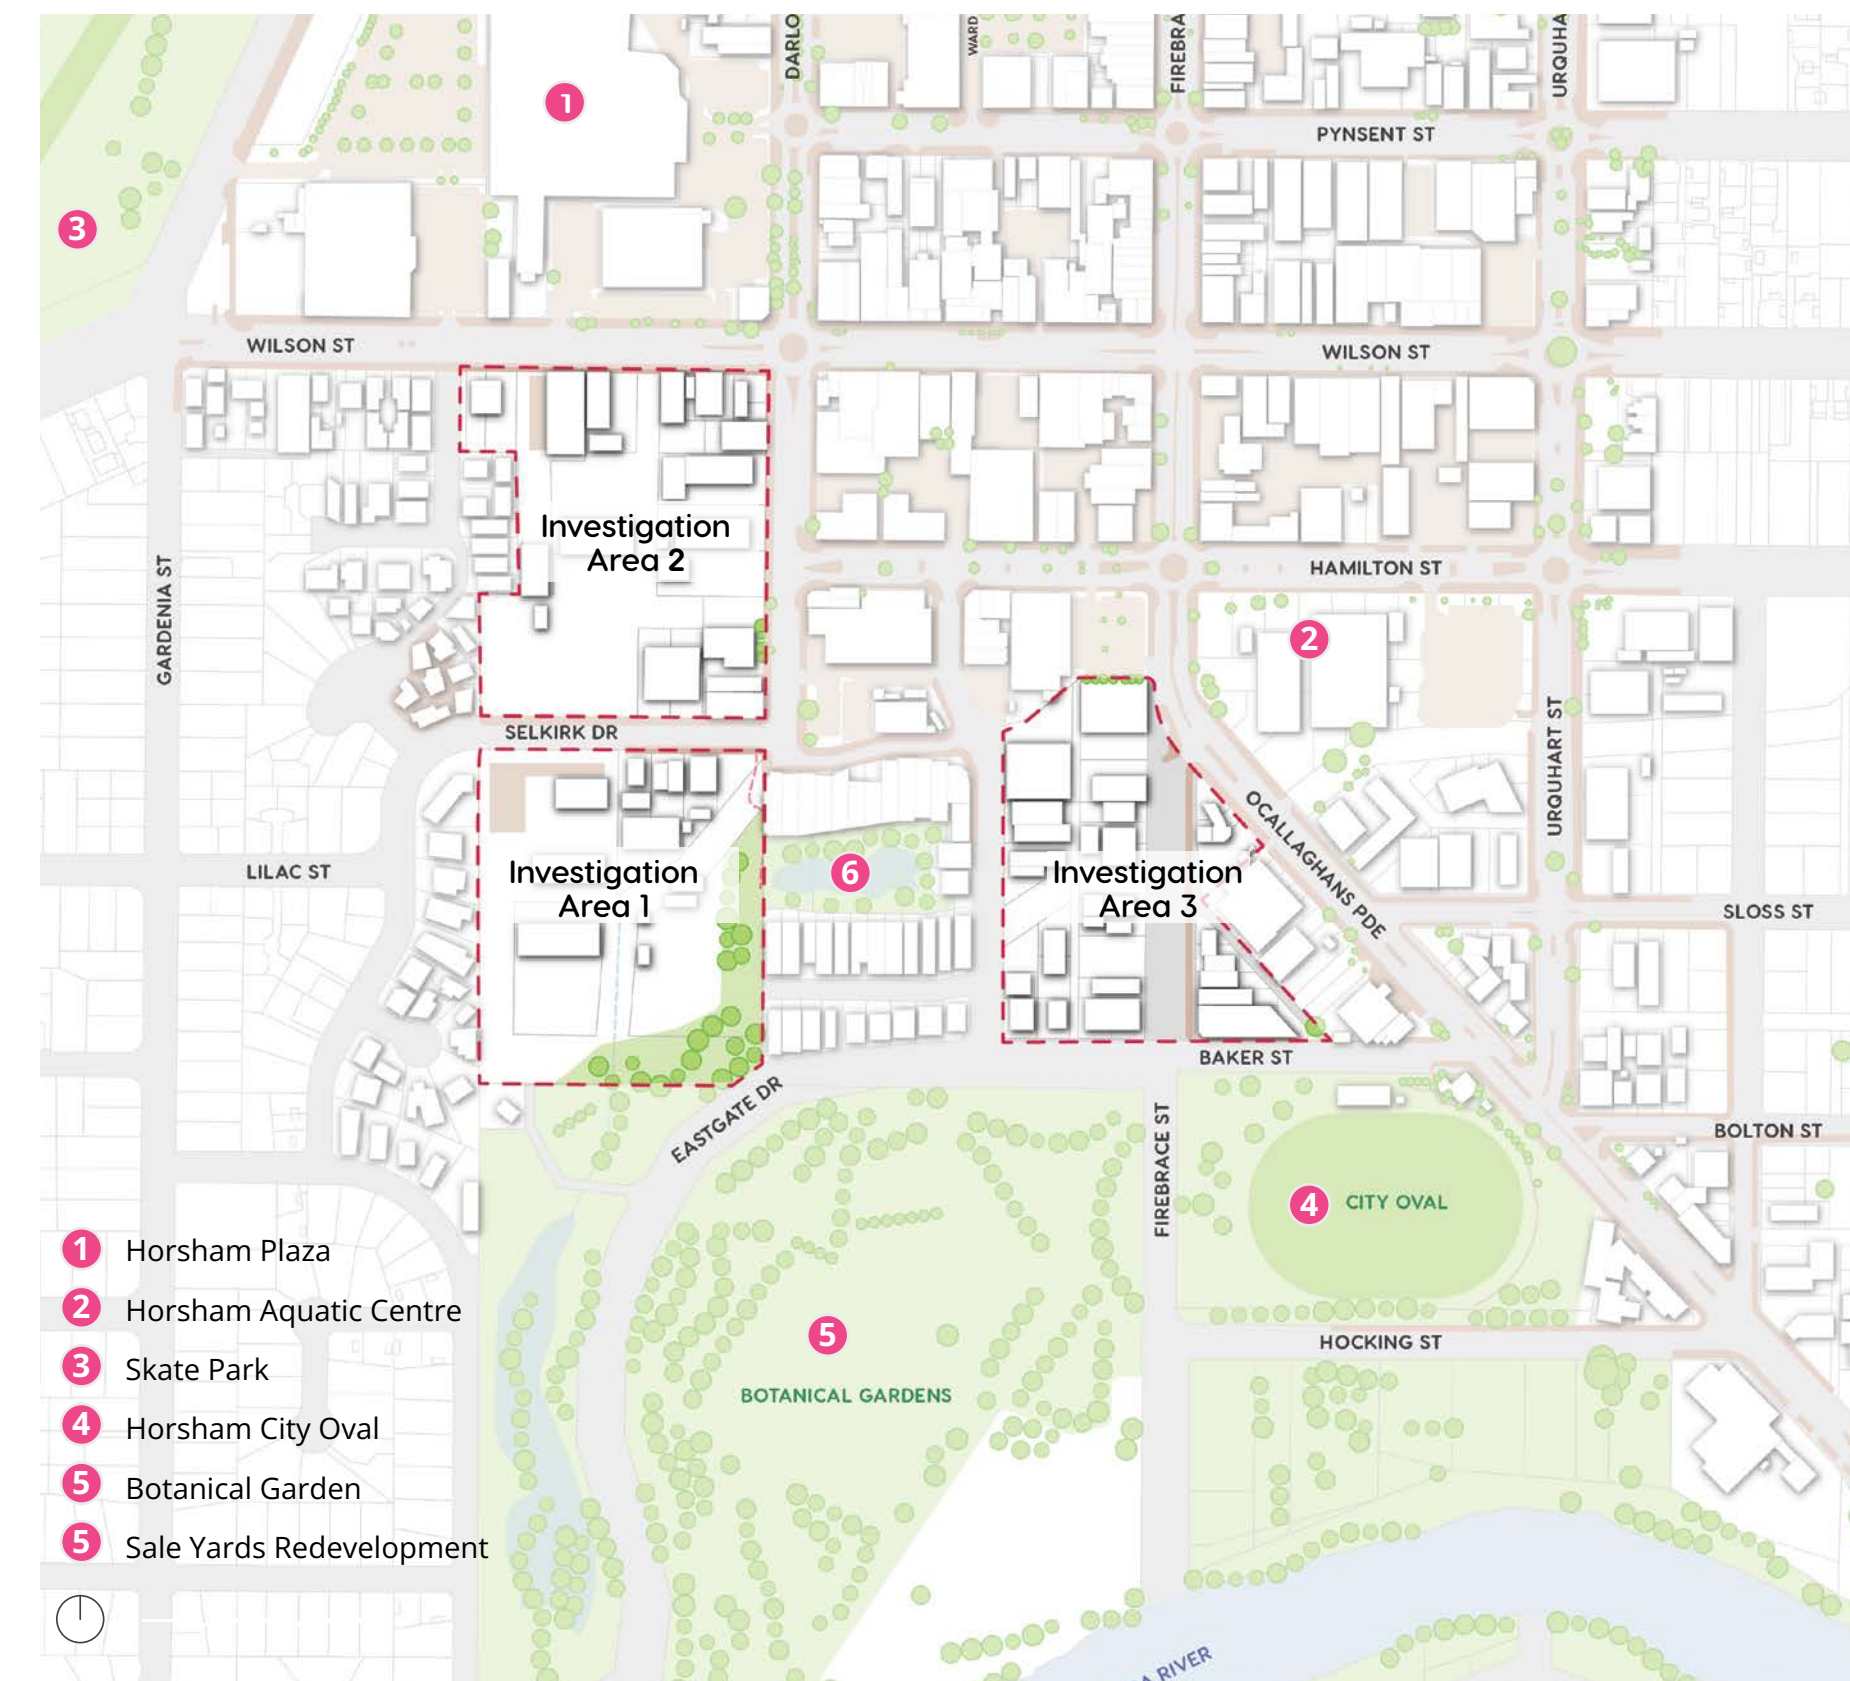 DARLO
WARD
FIREBRA
URQUHA
1
PYNSENT ST
3
WILSON ST
WILSON ST
Investigation
Area 2
HAMILTON ST
GARDENIA ST
2
SELKIRK DR
URQUHART ST
OCALLAGHANS PDE
LILAC ST
Investigation
Area 1
6
Investigation
Area 3
SLOSS ST
BAKER ST
EASTGATE DR
FIREBRACE ST
BOLTON ST
4 CITY OVAL
1 Horsham Plaza
2 Horsham Aquatic Centre
5
HOCKING ST
3 Skate Park
BOTANICAL GARDENS
4 Horsham City Oval
5 Botanical Garden
5 Sale Yards Redevelopment
RIVER